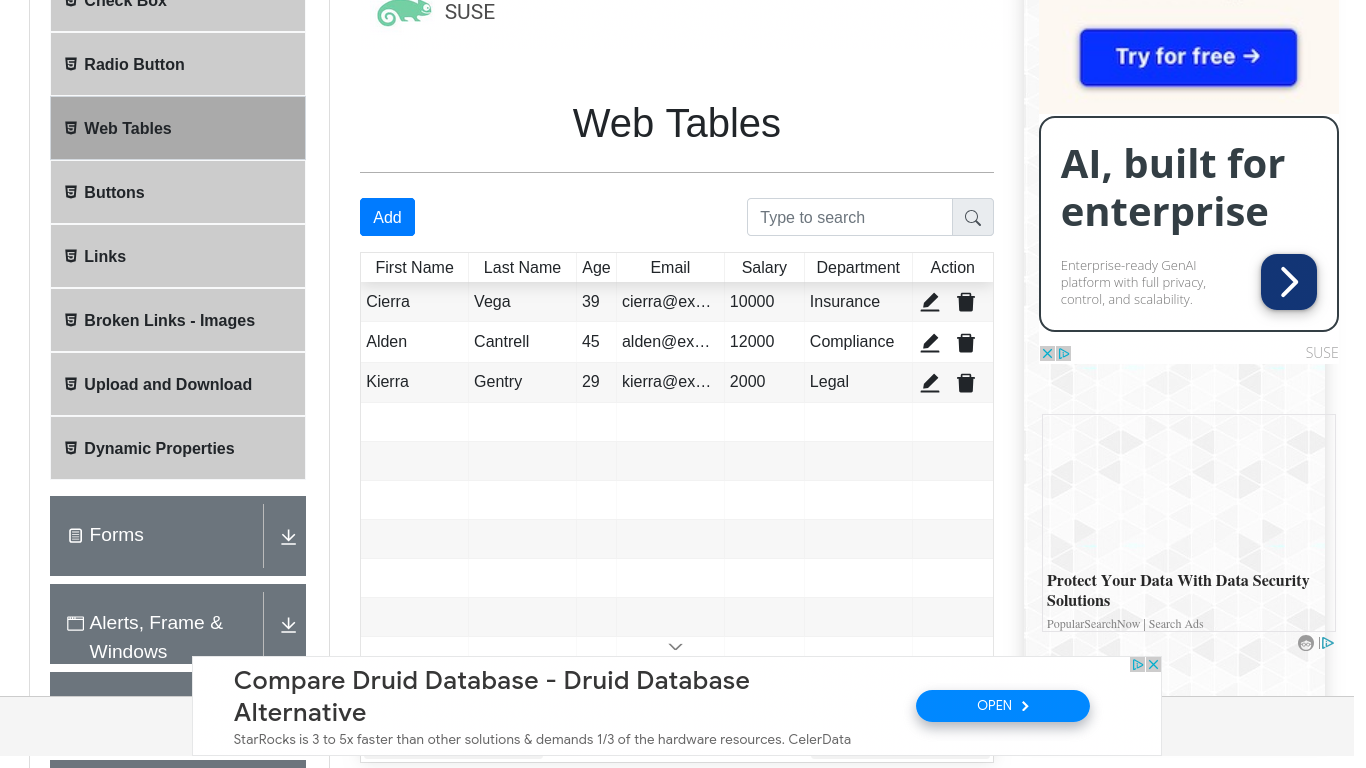 Check Box
Radio Button
Web Tables
Buttons
Links
Broken Links - Images
Upload and Download
Dynamic Properties
Forms
Alerts, Frame &
Windows
SUSE
Web Tables
Add
Type to search
First Name Last Name Age Email Salary Department Action
Cierra Vega 39 cierra@ex… 10000 Insurance
Alden Cantrell 45 alden@ex… 12000 Compliance
Kierra Gentry 29 kierra@ex… 2000 Legal
Try for free →
AI, built for
enterprise
Enterprise-ready GenAI
platform with full privacy,
control, and scalability.
SUSE
Protect Your Data With Data Security
Solutions
PopularSearchNow | Search Ads
Compare Druid Database - Druid Database
Alternative
StarRocks is 3 to 5x faster than other solutions & demands 1/3 of the hardware resources. CelerData
OPEN